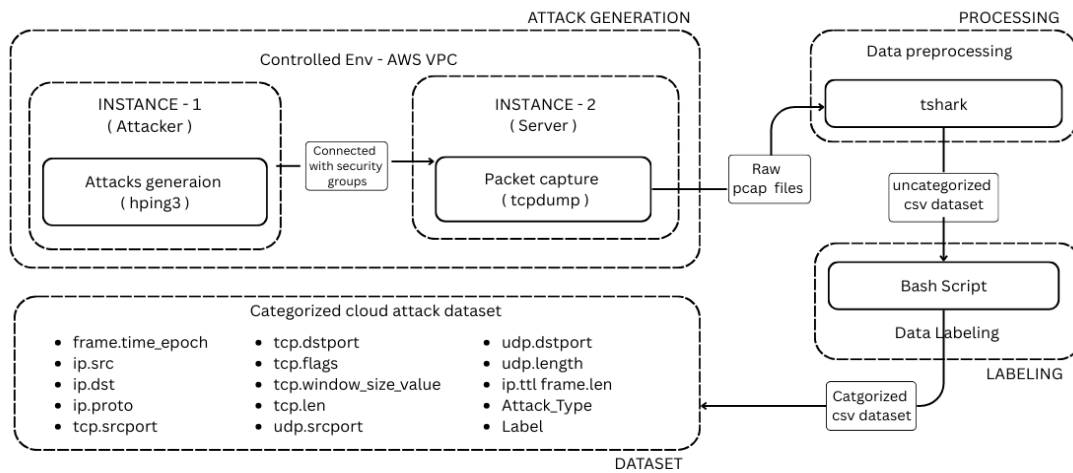 ATTACK GENERATION
Controlled Env - AWS VPC
INSTANCE - 1
( Attacker )
Attacks generaion
( hping3 )
Connected
with security
groups
INSTANCE - 2
( Server )
Packet capture
( tcpdump )
Raw
pcap files
PROCESSING
Data preprocessing
tshark
uncategorized
csv dataset
Bash Script
Data Labeling
LABELING
Catgorized
csv dataset
Categorized cloud attack dataset
frame.time_epoch
ip.src
ip.dst
ip.proto
tcp.srcport
tcp.dstport
tcp.flags
tcp.window_size_value
tcp.len
udp.srcport
udp.dstport
udp.length
ip.ttl frame.len
Attack_Type
Label
DATASET